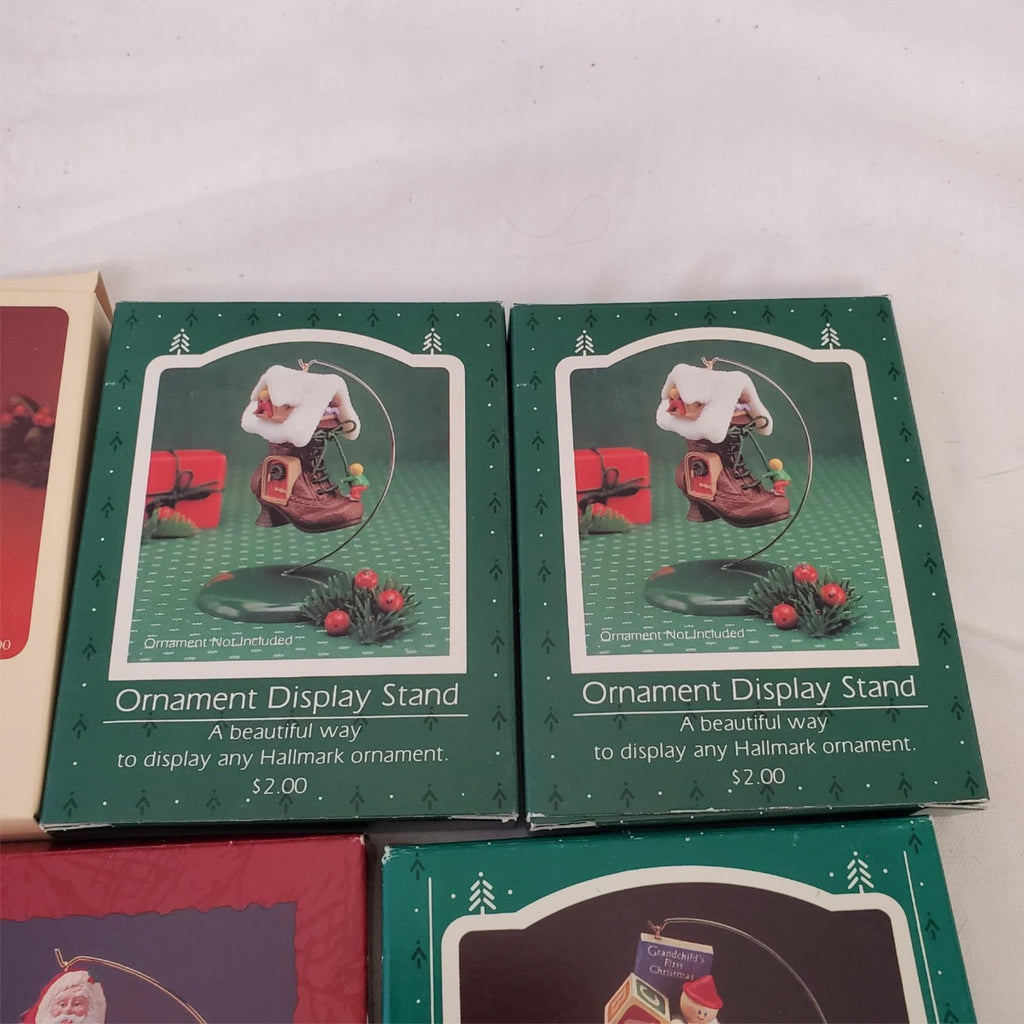 Ornament Not Included
Ornament Display Stand
A beautiful way
to display any Hallmark ornament.
$2.00
Ornament Not Included
Ornament Display Stand
A beautiful way
to display any Hallmark ornament.
$2.00
Grandchild's
First
Christmas